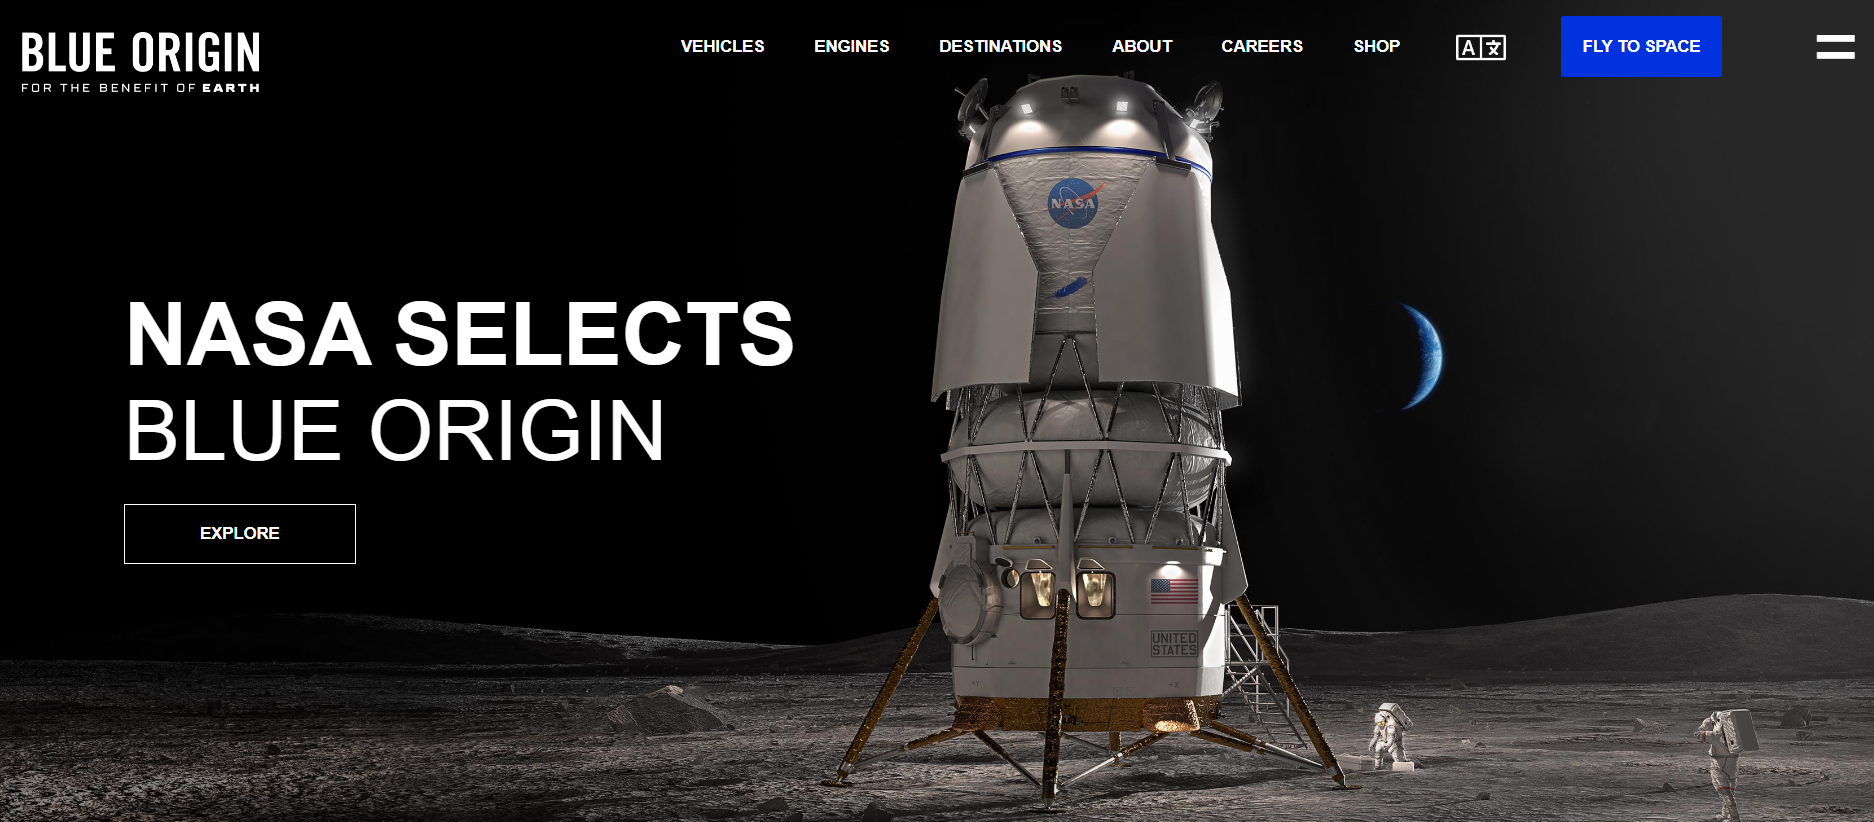 BLUE ORIGIN
FOR THE BENEFIT OF EARTH
VEHICLES ENGINES DESTINATIONS ABOUT CAREERS SHOP A文 FLY TO SPACE
NASA
NASA SELECTS
BLUE ORIGIN
EXPLORE
UNITED
STATES